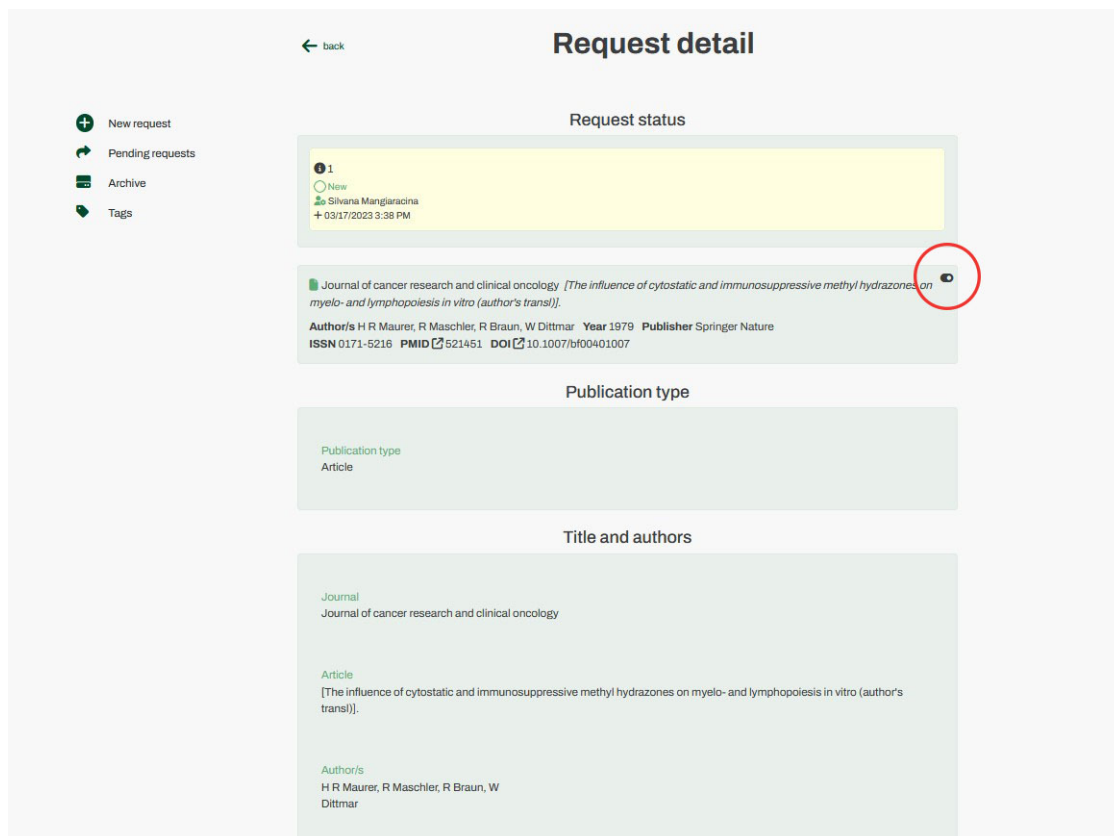 back
Request detail
New request
Pending requests
Archive
Tags
Request status
1
New
Silvana Mangiaracina
+ 03/17/2023 3:38 PM
Journal of cancer research and clinical oncology [The influence of cytostatic and immunosuppressive methyl hydrazones on
myelo- and lymphopoiesis in vitro (author's transl)].
Author/s H R Maurer, R Maschler, R Braun, W Dittmar Year 1979 Publisher Springer Nature
ISSN 0171-5216 PMID 521451 DOI 10.1007/bf00401007
Publication type
Publication type
Article
Title and authors
Journal
Journal of cancer research and clinical oncology
Article
[The influence of cytostatic and immunosuppressive methyl hydrazones on myelo- and lymphopoiesis in vitro (author's
transl)].
Author/s
H R Maurer, R Maschler, R Braun, W
Dittmar